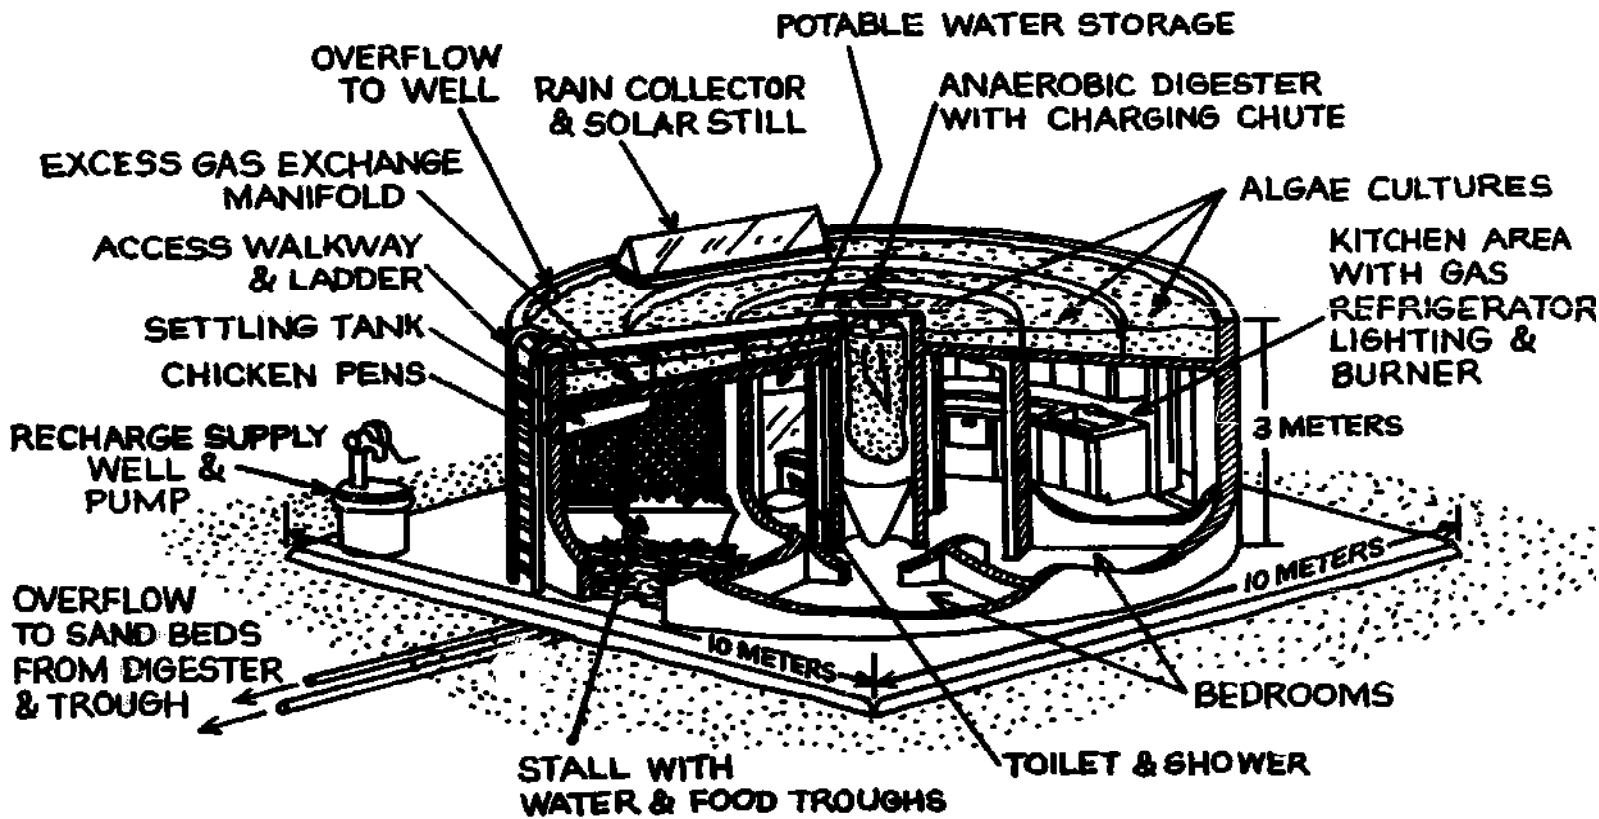 POTABLE WATER STORAGE
OVERFLOW
TO WELL
RAIN COLLECTOR
& SOLAR STILL
ANAEROBIC DIGESTER
WITH CHARGING CHUTE
EXCESS GAS EXCHANGE
MANIFOLD
ALGAE CULTURES
ACCESS WALKWAY
& LADDER
KITCHEN AREA
WITH GAS
REFRIGERATOR
LIGHTING &
BURNER
SETTLING TANK
CHICKEN PENS
3 METERS
RECHARGE SUPPLY
WELL &
PUMP
10 METERS
OVERFLOW
TO SAND BEDS
FROM DIGESTER
& TROUGH
10 METERS
BEDROOMS
STALL WITH
WATER & FOOD TROUGHS
TOILET & SHOWER